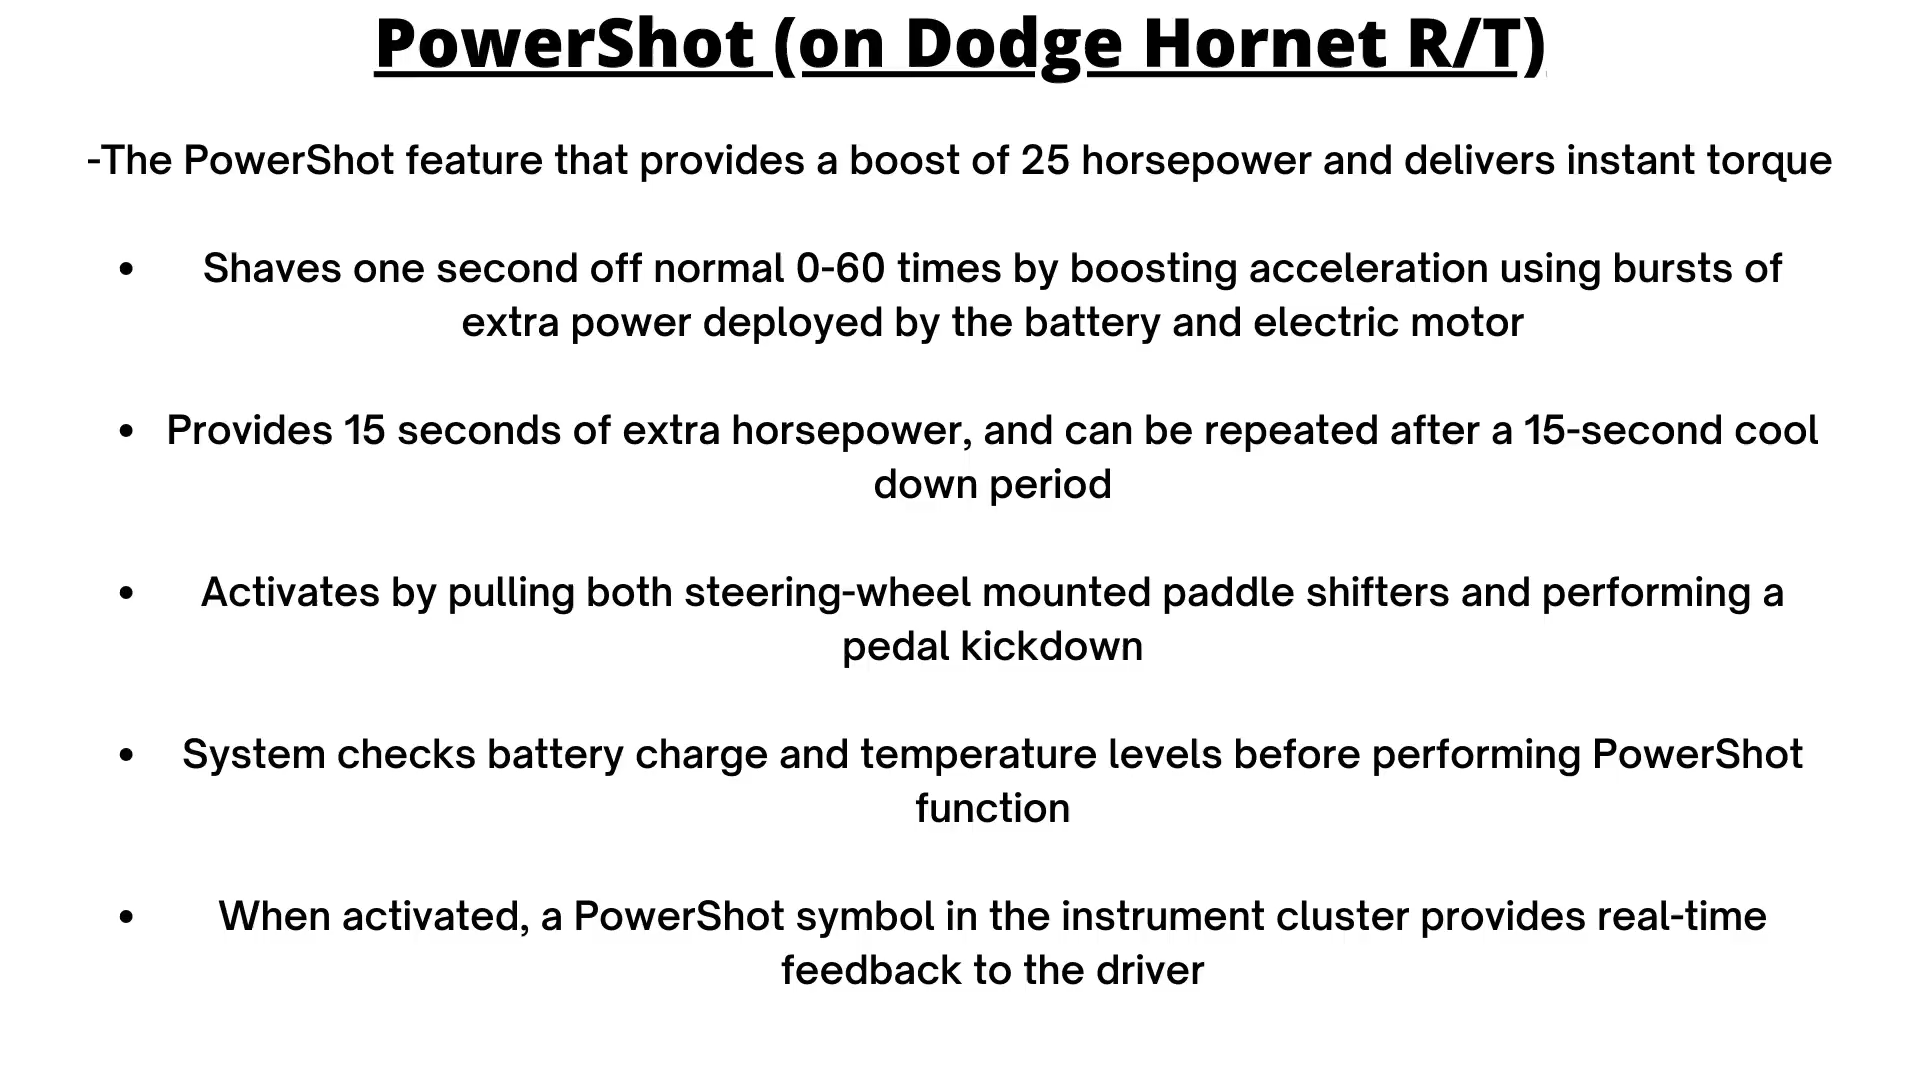 PowerShot (on Dodge Hornet R/T)
-The PowerShot feature that provides a boost of 25 horsepower and delivers instant torque
• Shaves one second off normal 0-60 times by boosting acceleration using bursts of
extra power deployed by the battery and electric motor
• Provides 15 seconds of extra horsepower, and can be repeated after a 15-second cool
down period
• Activates by pulling both steering-wheel mounted paddle shifters and performing a
pedal kickdown
• System checks battery charge and temperature levels before performing PowerShot
function
• When activated, a PowerShot symbol in the instrument cluster provides real-time
feedback to the driver